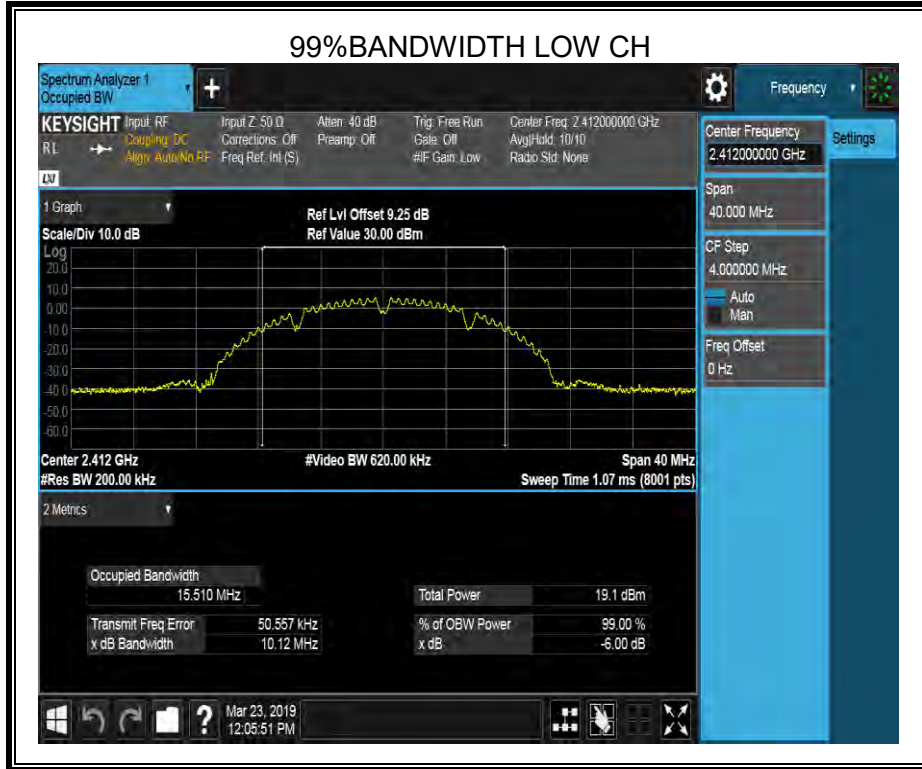 99%BANDWIDTH LOW CH
Spectrum Analyzer 1
Occupied BW
+
Frequency
KEYSIGHT
RL
LXI
Input: RF
Coupling: DC
Align: Auto/No RF
Input Z: 50 Ω
Corrections: Off
Freq Ref: Int (S)
Atten: 40 dB
Preamp: Off
Trig: Free Run
Gate: Off
#IF Gain: Low
Center Freq: 2.412000000 GHz
Avg|Hold: 10/10
Radio Std: None
1 Graph
Scale/Div 10.0 dB
Ref Lvl Offset 9.25 dB
Ref Value 30.00 dBm
Log
20.0
10.0
0.00
-10.0
-20.0
-30.0
-40.0
-50.0
-60.0
Center 2.412 GHz
#Video BW 620.00 kHz
Span 40 MHz
#Res BW 200.00 kHz
Sweep Time 1.07 ms (8001 pts)
2 Metrics
Occupied Bandwidth
15.510 MHz
Total Power 19.1 dBm
Transmit Freq Error 50.557 kHz
% of OBW Power 99.00 %
x dB Bandwidth 10.12 MHz
x dB -6.00 dB
Center Frequency
2.412000000 GHz
Settings
Span
40.000 MHz
CF Step
4.000000 MHz
Auto
Man
Freq Offset
0 Hz
?
Mar 23, 2019
12:05:51 PM